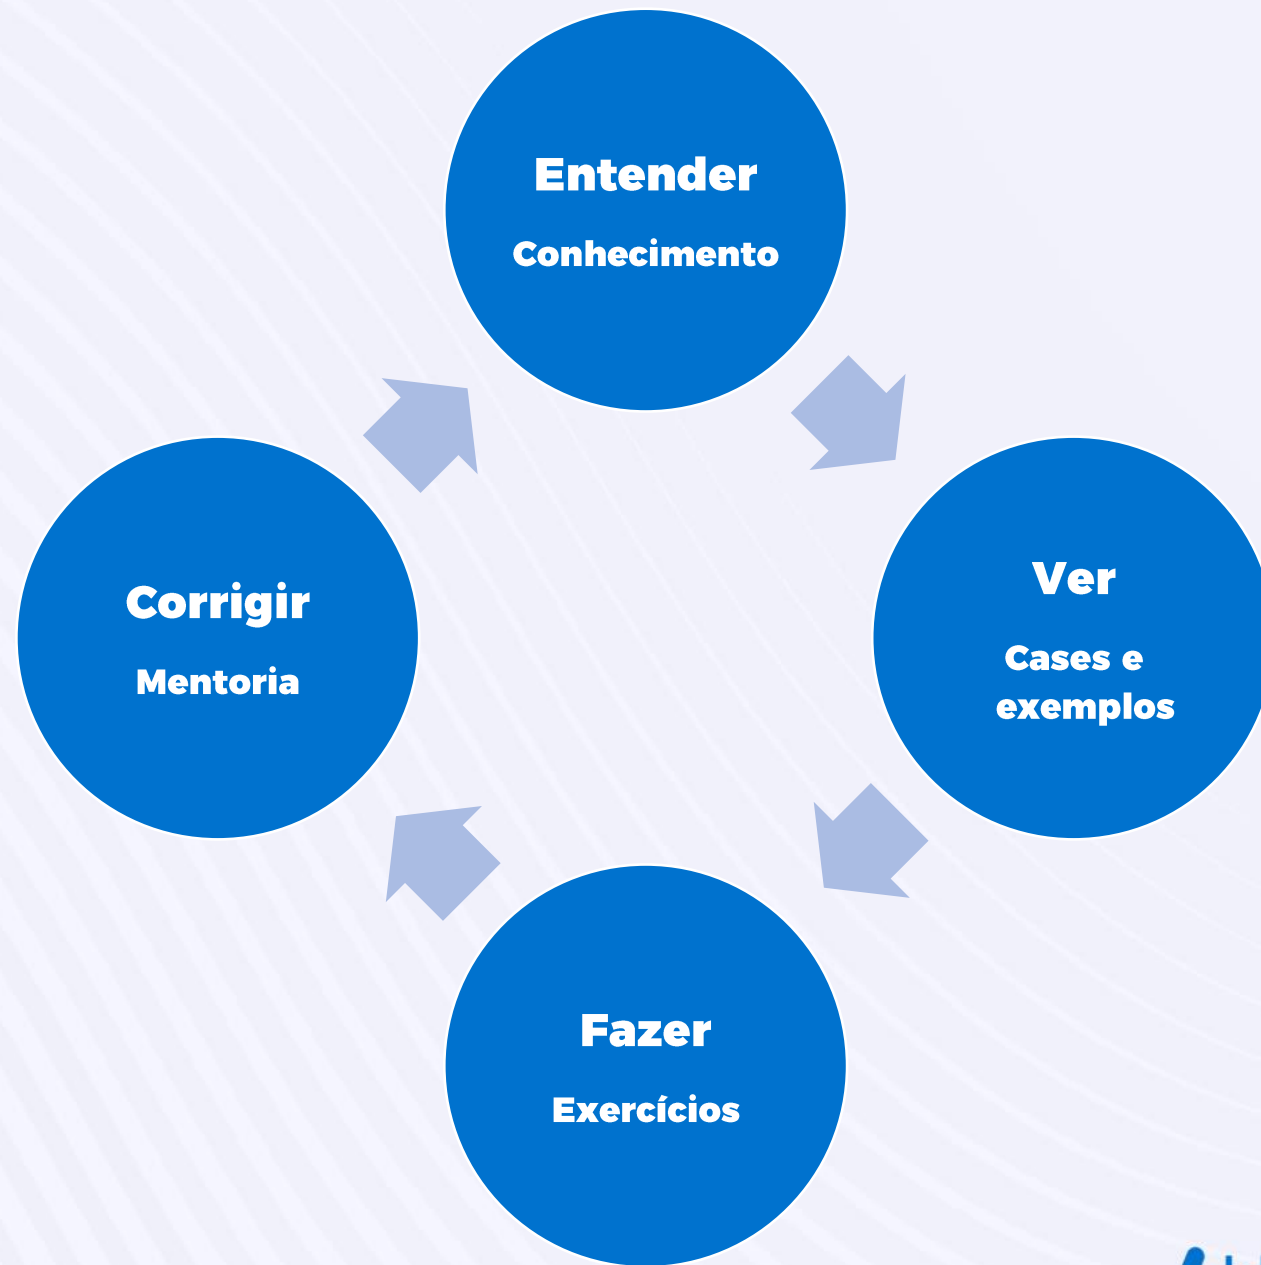 Entender
Conhecimento
Ver
Cases e
exemplos
Fazer
Exercícios
Corrigir
Mentoria